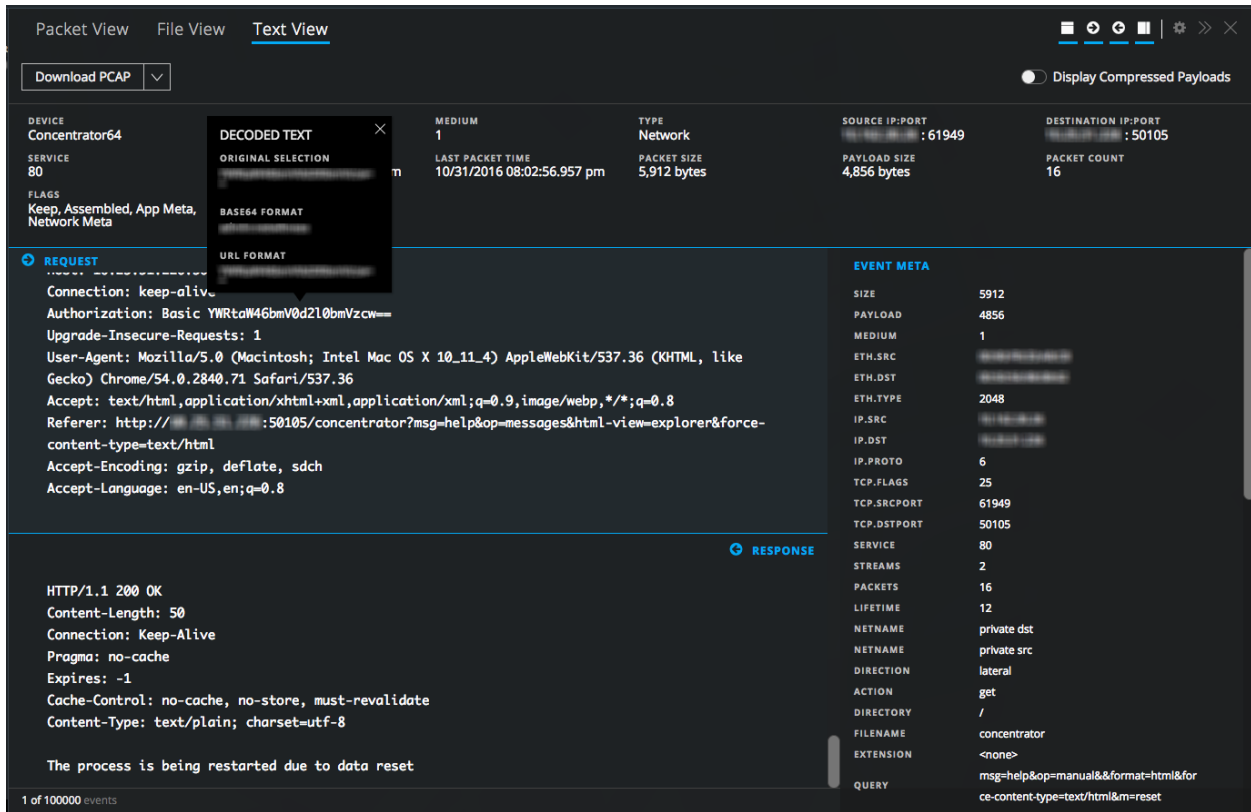 Packet View File View Text View
Download PCAP
Display Compressed Payloads
DEVICE
Concentrator64
SERVICE
80
FLAGS
Keep, Assembled, App Meta,
Network Meta
DECODED TEXT
ORIGINAL SELECTION
BASE64 FORMAT
URL FORMAT
m
MEDIUM
1
LAST PACKET TIME
10/31/2016 08:02:56.957 pm
TYPE
Network
PACKET SIZE
5,912 bytes
SOURCE IP:PORT
: 61949
PAYLOAD SIZE
4,856 bytes
DESTINATION IP:PORT
: 50105
PACKET COUNT
16
REQUEST
Connection: keep-alive
Authorization: Basic YWRtaW46bmV0d2l0bmVzcw==
Upgrade-Insecure-Requests: 1
User-Agent: Mozilla/5.0 (Macintosh; Intel Mac OS X 10_11_4) AppleWebKit/537.36 (KHTML, like
Gecko) Chrome/54.0.2840.71 Safari/537.36
Accept: text/html,application/xhtml+xml,application/xml;q=0.9,image/webp,*/*;q=0.8
Referer: http:// :50105/concentrator?msg=help&op=messages&html-view=explorer&force-
content-type=text/html
Accept-Encoding: gzip, deflate, sdch
Accept-Language: en-US,en;q=0.8
RESPONSE
HTTP/1.1 200 OK
Content-Length: 50
Connection: Keep-Alive
Pragma: no-cache
Expires: -1
Cache-Control: no-cache, no-store, must-revalidate
Content-Type: text/plain; charset=utf-8
The process is being restarted due to data reset
1 of 100000 events
EVENT META
SIZE 5912
PAYLOAD 4856
MEDIUM 1
ETH.SRC
ETH.DST
ETH.TYPE 2048
IP.SRC
IP.DST
IP.PROTO 6
TCP.FLAGS 25
TCP.SRCPORT 61949
TCP.DSTPORT 50105
SERVICE 80
STREAMS 2
PACKETS 16
LIFETIME 12
NETNAME private dst
NETNAME private src
DIRECTION lateral
ACTION get
DIRECTORY /
FILENAME concentrator
EXTENSION <none>
QUERY msg=help&op=manual&&format=html&for
ce-content-type=text/html&m=reset